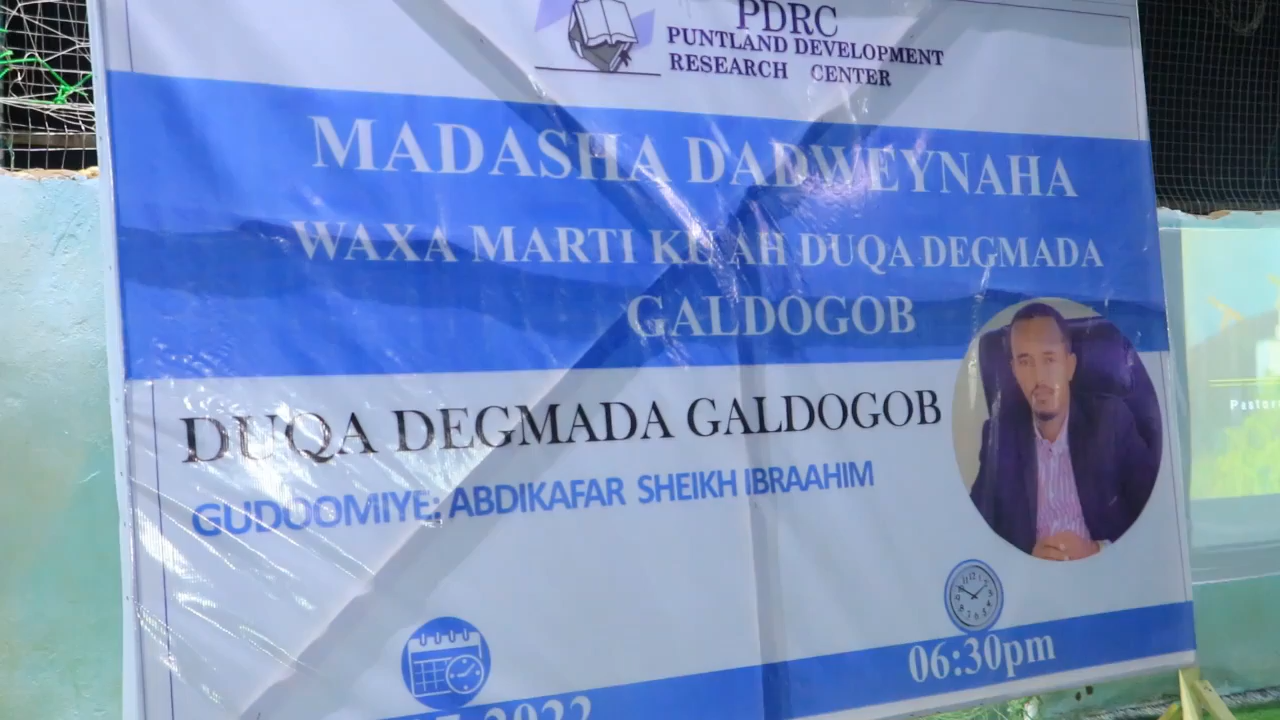 PDRC
PUNTLAND DEVELOPMENT
RESEARCH CENTER
MADASHA DADWEYNAHA
WAXA MARTI KU AH DUQA DEGMADA
GALDOGOB
DUQA DEGMADA GALDOGOB
GUDOOMIYE: ABDIKAFAR SHEIKH IBRAAHIM
06:30pm
2022